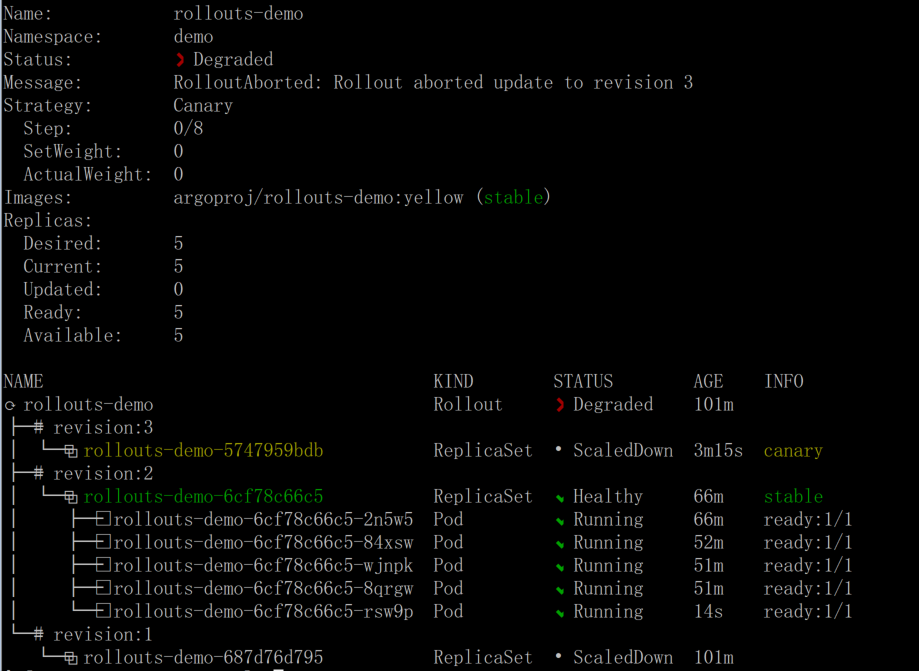 Name: rollouts-demo
Namespace: demo
Status: Degraded
Message: RolloutAborted: Rollout aborted update to revision 3
Strategy: Canary
Step: 0/8
SetWeight: 0
ActualWeight: 0
Images: argoproj/rollouts-demo:yellow (stable)
Replicas:
Desired: 5
Current: 5
Updated: 0
Ready: 5
Available: 5
NAME KIND STATUS AGE INFO
rollouts-demo Rollout Degraded 101m
# revision:3
rollouts-demo-5747959bdb ReplicaSet • ScaledDown 3m15s canary
# revision:2
rollouts-demo-6cf78c66c5 ReplicaSet Healthy 66m stable
rollouts-demo-6cf78c66c5-2n5w5 Pod Running 66m ready:1/1
rollouts-demo-6cf78c66c5-84xsw Pod Running 52m ready:1/1
rollouts-demo-6cf78c66c5-wjnpk Pod Running 51m ready:1/1
rollouts-demo-6cf78c66c5-8qrgw Pod Running 51m ready:1/1
rollouts-demo-6cf78c66c5-rsw9p Pod Running 14s ready:1/1
# revision:1
rollouts-demo-687d76d795 ReplicaSet • ScaledDown 101m